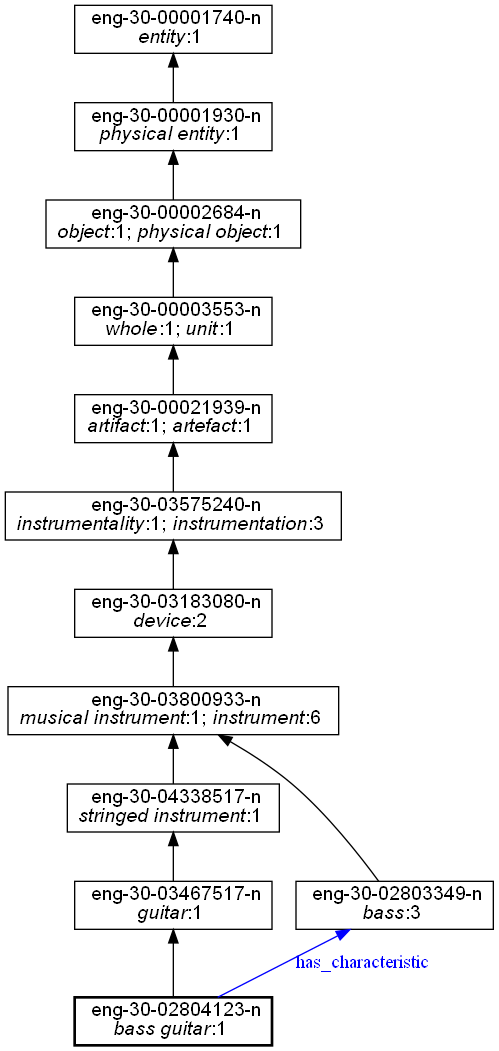 eng-30-00001740-n
entity:1
eng-30-00001930-n
physical entity:1
eng-30-00002684-n
object:1; physical object:1
eng-30-00003553-n
whole:1; unit:1
eng-30-00021939-n
artifact:1; artefact:1
eng-30-03575240-n
instrumentality:1; instrumentation:3
eng-30-03183080-n
device:2
eng-30-03800933-n
musical instrument:1; instrument:6
eng-30-04338517-n
stringed instrument:1
eng-30-03467517-n
guitar:1
eng-30-02803349-n
bass:3
has_characteristic
eng-30-02804123-n
bass guitar:1